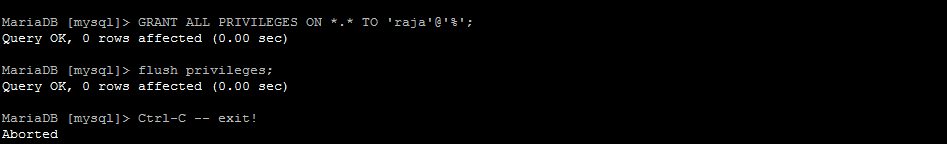 MariaDB [mysql]> GRANT ALL PRIVILEGES ON *.* TO 'raja'@'%';
Query OK, 0 rows affected (0.00 sec)
MariaDB [mysql]> flush privileges;
Query OK, 0 rows affected (0.00 sec)
MariaDB [mysql]> Ctrl-C -- exit!
Aborted